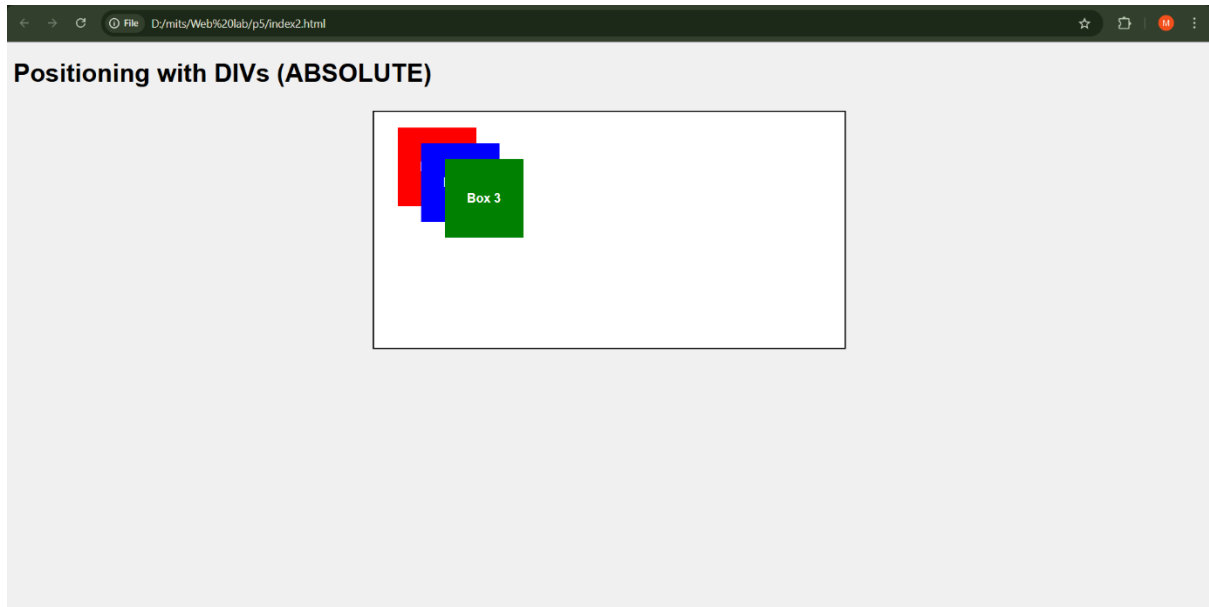 File D:/mits/Web%20lab/p5/index2.html
M
Positioning with DIVs (ABSOLUTE)
Box 3